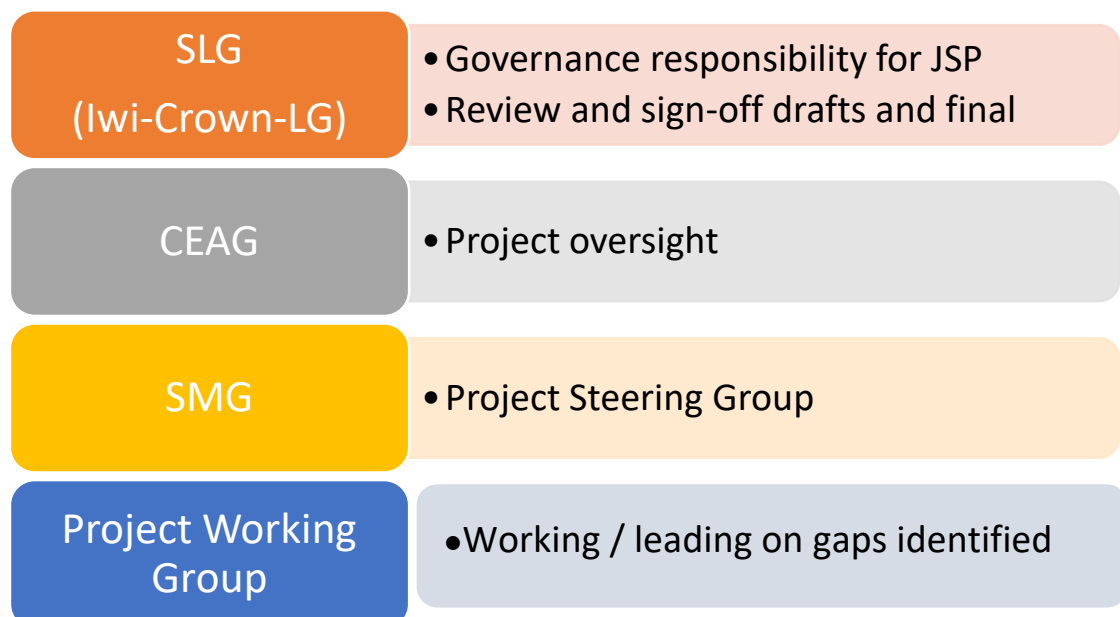 SLG
(Iwi-Crown-LG)
• Governance responsibility for JSP
• Review and sign-off drafts and final
CEAG
• Project oversight
SMG
• Project Steering Group
Project Working
Group
•Working / leading on gaps identified